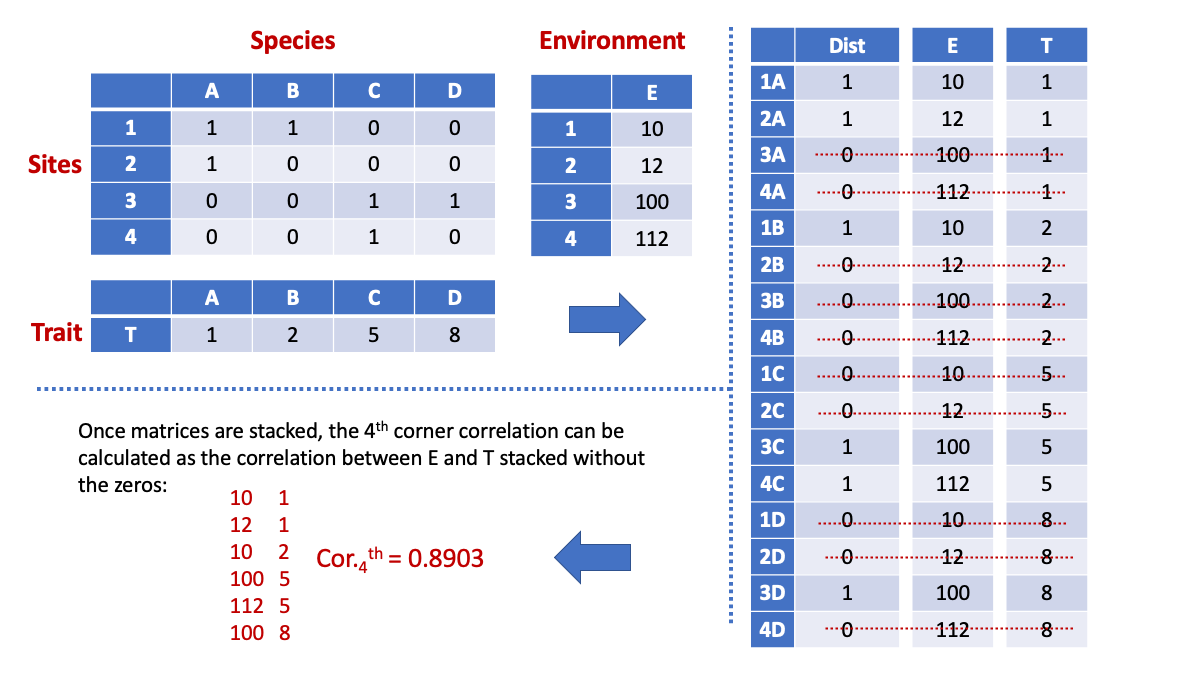 Species
A B C D
1 1 1 0 0
2 1 0 0 0
3 0 0 1 1
4 0 0 1 0
Sites
Environment
E
1 10
2 12
3 100
4 112
A B C D
T 1 2 5 8
Trait
Once matrices are stacked, the 4th corner correlation can be
calculated as the correlation between E and T stacked without
the zeros:
10 1
12 1
10 2
100 5
112 5
100 8
Cor.4th = 0.8903
Dist E T
1A 1 10 1
2A 1 12 1
3A 0 100 1
4A 0 112 1
1B 1 10 2
2B 0 12 2
3B 0 100 2
4B 0 112 2
1C 0 10 5
2C 0 12 5
3C 1 100 5
4C 1 112 5
1D 0 10 8
2D 0 12 8
3D 1 100 8
4D 0 112 8